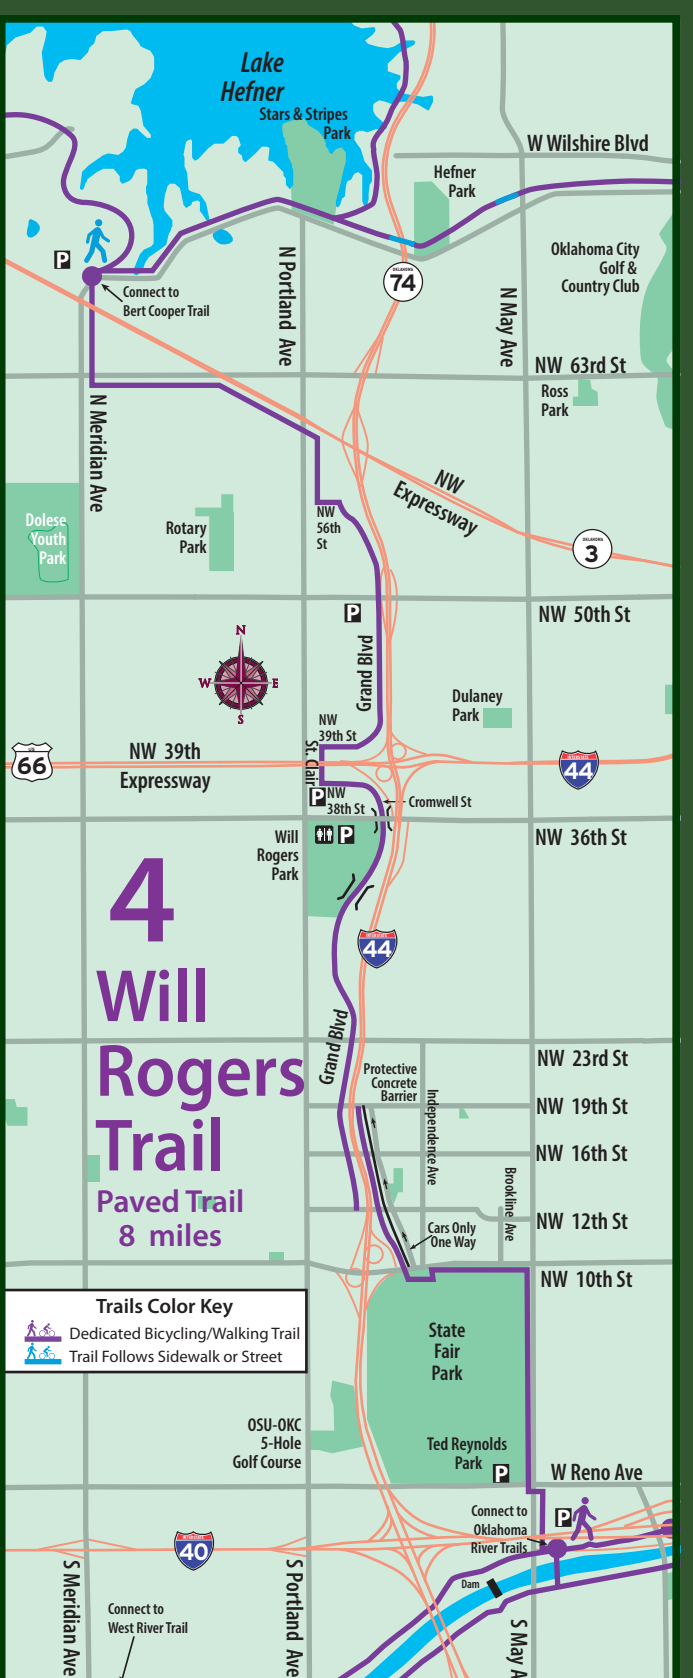 Lake
Hefner
Stars & Stripes
Park
W Wilshire Blvd
Hefner
Park
P
Connect to
Bert Cooper Trail
N Portland Ave
OKLAHOMA
74
N May Ave
Oklahoma City
Golf &
Country Club
NW 63rd St
Ross
Park
N Meridian Ave
NW
Expressway
Dolese
Youth
Park
Rotary
Park
NW
56th
St
OKLAHOMA
3
P
NW 50th St
N
W E
S
Grand Blvd
Dulaney
Park
NW
39th St
US
66
NW 39th
Expressway
St. Clair
INTERSTATE
44
P
NW
38th St
Cromwell St
Will
Rogers
Park
P
NW 36th St
4
Will
Rogers
Trail
Paved Trail
8 miles
INTERSTATE
44
Grand Blvd
NW 23rd St
Protective
Concrete
Barrier
Independence Ave
NW 19th St
NW 16th St
Brookline Ave
NW 12th St
Cars Only
One Way
NW 10th St
Trails Color Key
Dedicated Bicycling/Walking Trail
Trail Follows Sidewalk or Street
State
Fair
Park
OSU-OKC
5-Hole
Golf Course
Ted Reynolds
Park
P
W Reno Ave
Connect to
Oklahoma
River Trails
P
INTERSTATE
40
S Meridian Ave
S Portland Ave
Dam
Connect to
West River Trail
S May A